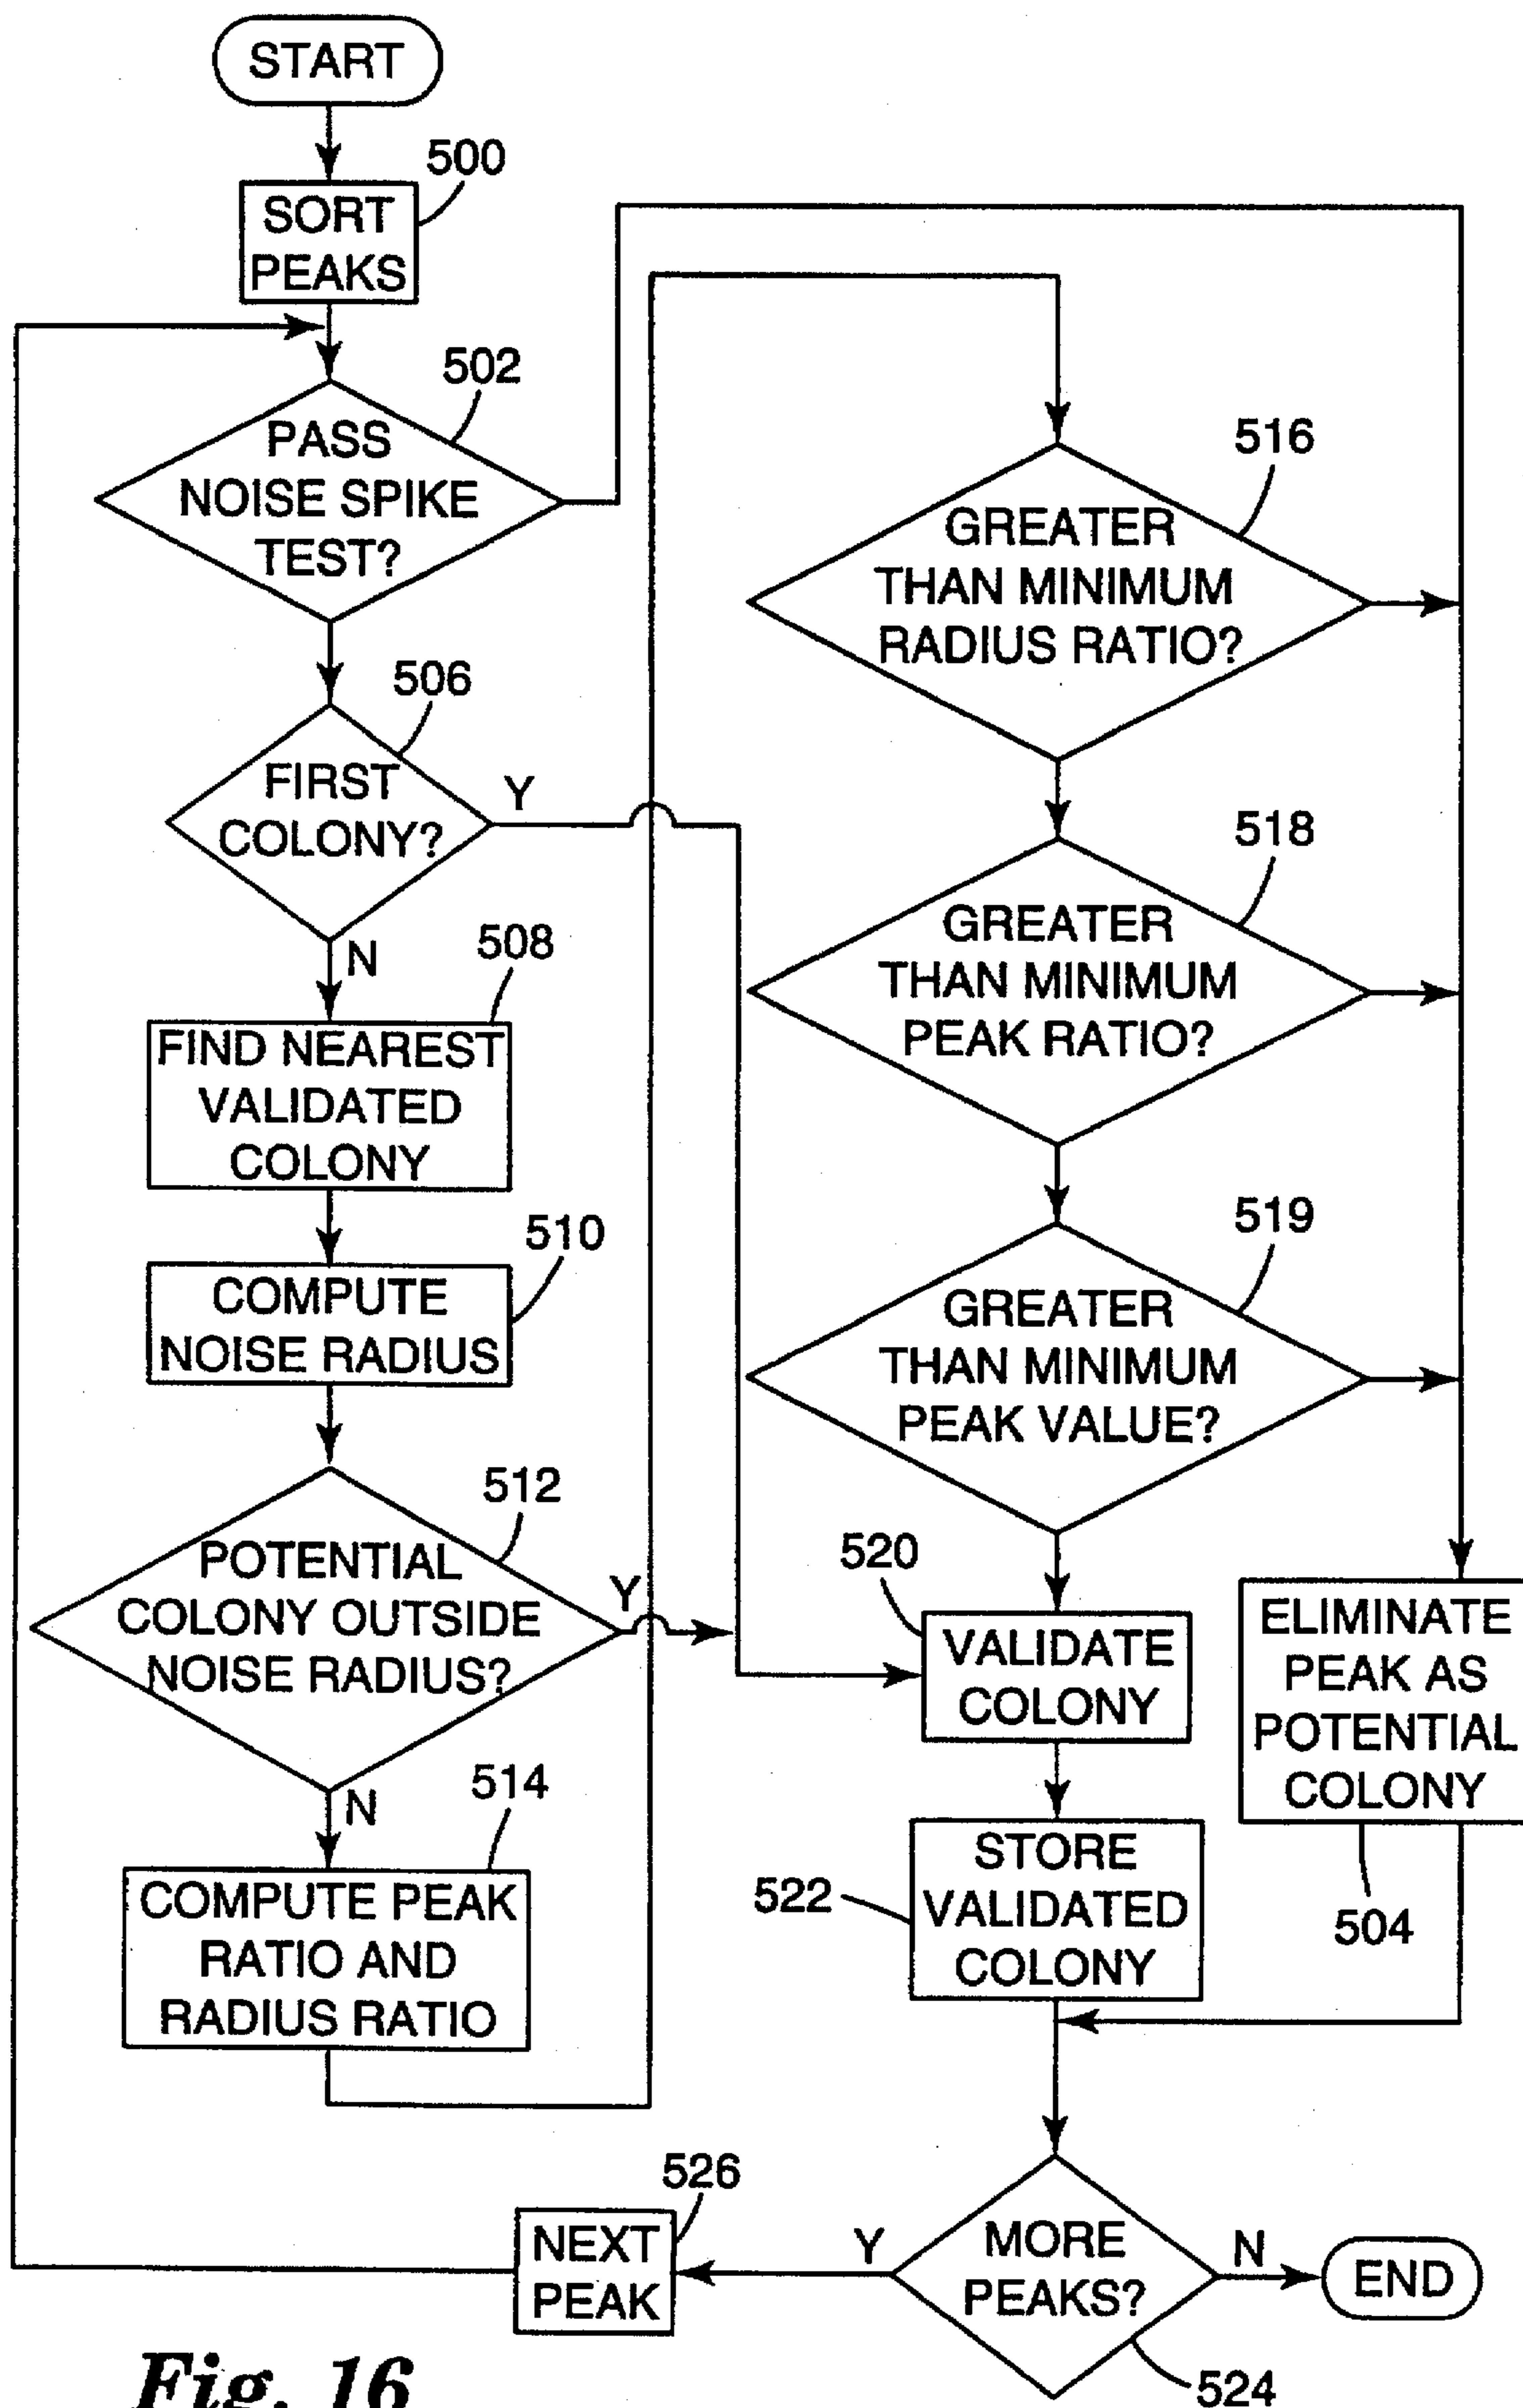 START
500
SORT
PEAKS
502
PASS
NOISE SPIKE
TEST?
506
FIRST
COLONY?
Y
N
508
FIND NEAREST
VALIDATED
COLONY
510
COMPUTE
NOISE RADIUS
512
POTENTIAL
COLONY OUTSIDE
NOISE RADIUS?
Y
N
514
COMPUTE PEAK
RATIO AND
RADIUS RATIO
516
GREATER
THAN MINIMUM
RADIUS RATIO?
518
GREATER
THAN MINIMUM
PEAK RATIO?
519
GREATER
THAN MINIMUM
PEAK VALUE?
520
VALIDATE
COLONY
ELIMINATE
PEAK AS
POTENTIAL
COLONY
504
522
STORE
VALIDATED
COLONY
526
NEXT
PEAK
Y
MORE
PEAKS?
N
END
524
Fig. 16